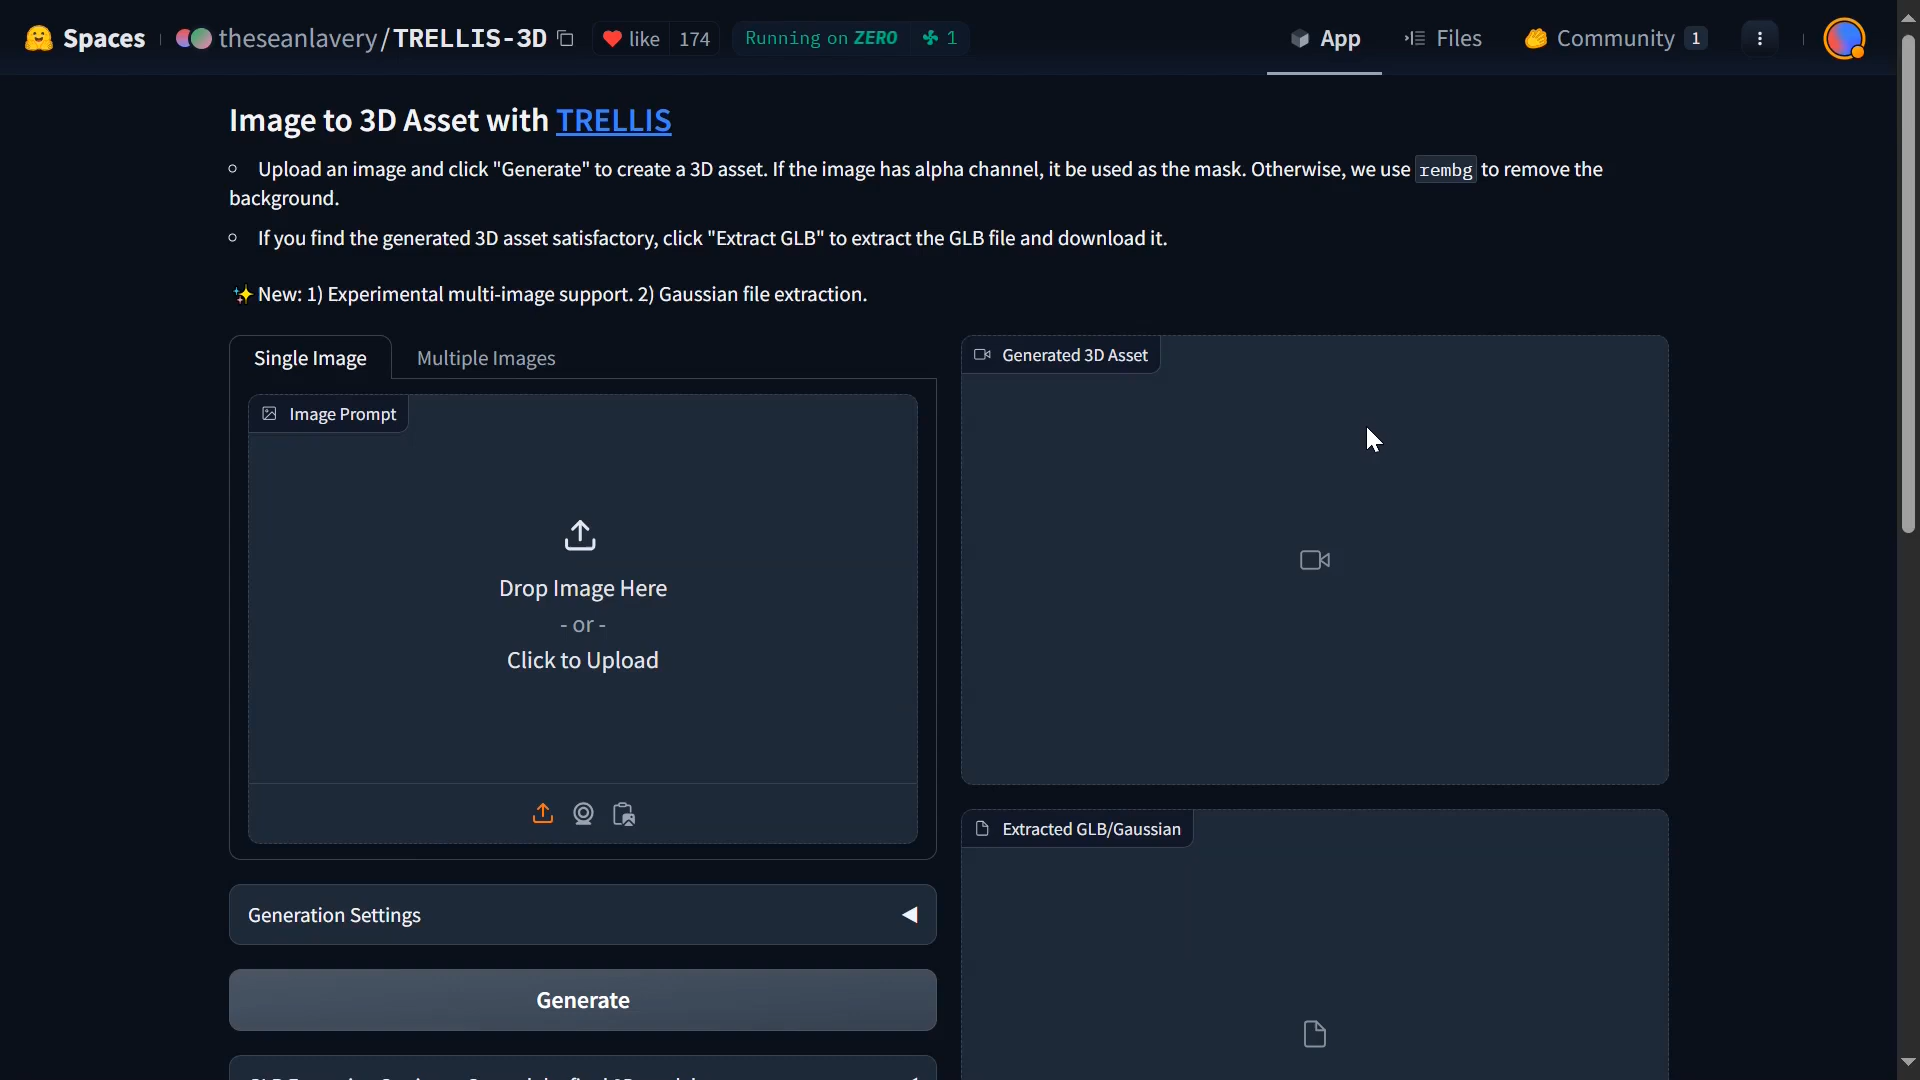 Spaces theseanlavery/TRELLIS-3D like 174 Running on ZERO 1 App Files Community 1
Image to 3D Asset with TRELLIS
Upload an image and click "Generate" to create a 3D asset. If the image has alpha channel, it be used as the mask. Otherwise, we use rembg to remove the
background.
If you find the generated 3D asset satisfactory, click "Extract GLB" to extract the GLB file and download it.
✨New: 1) Experimental multi-image support. 2) Gaussian file extraction.
Single Image Multiple Images
Image Prompt
Drop Image Here
- or -
Click to Upload
Generation Settings
Generate
Generated 3D Asset
Extracted GLB/Gaussian